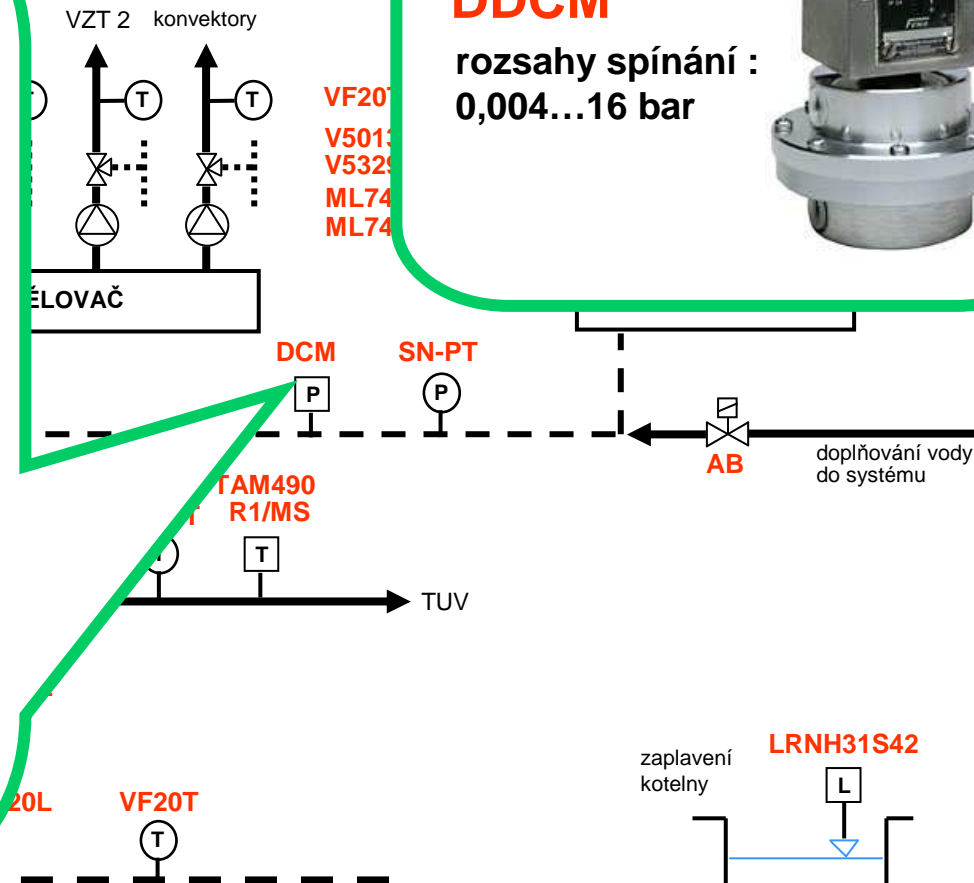 VZT 2 konvektory
DDCM
rozsahy spínání :
0,004...16 bar
T
T
VF20T
V5013
V5329
ML74
ML74
ĚLOVAČ
DCM
SN-PT
P
P
AB
doplňování vody
do systému
TAM490
R1/MS
T
TUV
zaplavení
kotelny
LRNH31S42
L
20L
VF20T
T